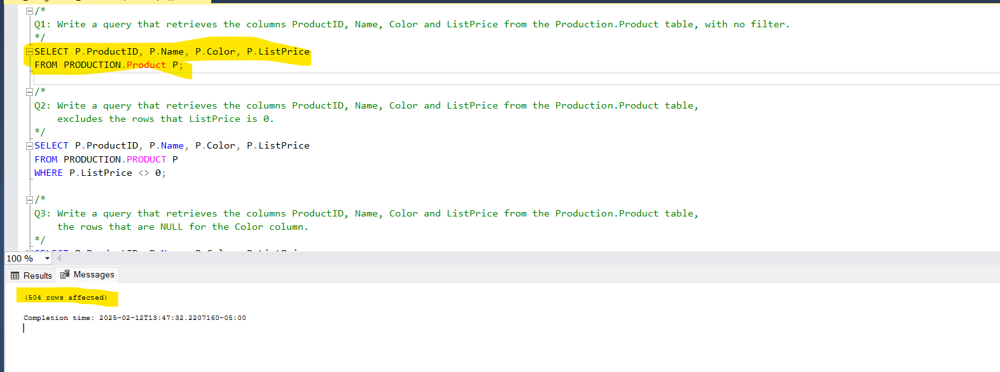 /*
Q1: Write a query that retrieves the columns ProductID, Name, Color and ListPrice from the Production.Product table, with no filter.
*/
SELECT P.ProductID, P.Name, P.Color, P.ListPrice
FROM PRODUCTION.Product P;
/*
Q2: Write a query that retrieves the columns ProductID, Name, Color and ListPrice from the Production.Product table,
excludes the rows that ListPrice is 0.
*/
SELECT P.ProductID, P.Name, P.Color, P.ListPrice
FROM PRODUCTION.PRODUCT P
WHERE P.ListPrice <> 0;
/*
Q3: Write a query that retrieves the columns ProductID, Name, Color and ListPrice from the Production.Product table,
the rows that are NULL for the Color column.
*/
100 %
Results Messages
(504 rows affected)
Completion time: 2025-02-12T13:47:32.2207160-05:00